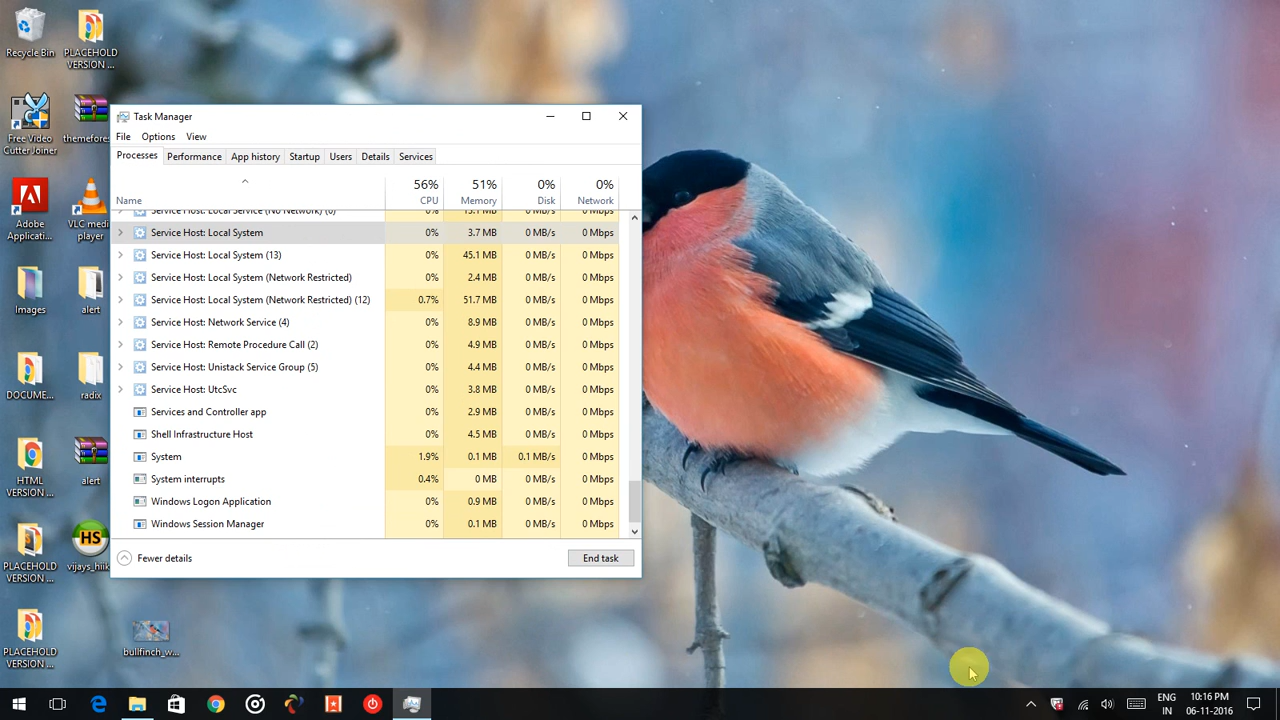 Recycle Bin
PLACEHOLD
VERSION ...
Free Video
Cutter Joiner
themefores
Adobe
Applicati...
VLC media
player
Images
alert
DOCUME...
radix
HTML
VERSION ...
alert
PLACEHOLD
VERSION ...
HS
vijays_hiik
PLACEHOLD
VERSION ...
bullfinch_w...
Task Manager
File Options View
Processes Performance App history Startup Users Details Services
56% 51% 0% 0%
Name CPU Memory Disk Network
Service Host: Local Service (No Network) (6) 0% 13.1 MB 0 MB/s 0 Mbps
Service Host: Local System 0% 3.7 MB 0 MB/s 0 Mbps
Service Host: Local System (13) 0% 45.1 MB 0 MB/s 0 Mbps
Service Host: Local System (Network Restricted) 0% 2.4 MB 0 MB/s 0 Mbps
Service Host: Local System (Network Restricted) (12) 0.7% 51.7 MB 0 MB/s 0 Mbps
Service Host: Network Service (4) 0% 8.9 MB 0 MB/s 0 Mbps
Service Host: Remote Procedure Call (2) 0% 4.9 MB 0 MB/s 0 Mbps
Service Host: Unistack Service Group (5) 0% 4.4 MB 0 MB/s 0 Mbps
Service Host: UtcSvc 0% 3.8 MB 0 MB/s 0 Mbps
Services and Controller app 0% 2.9 MB 0 MB/s 0 Mbps
Shell Infrastructure Host 0% 4.5 MB 0 MB/s 0 Mbps
System 1.9% 0.1 MB 0.1 MB/s 0 Mbps
System interrupts 0.4% 0 MB 0 MB/s 0 Mbps
Windows Logon Application 0% 0.9 MB 0 MB/s 0 Mbps
Windows Session Manager 0% 0.1 MB 0 MB/s 0 Mbps
Fewer details End task
ENG
IN
10:16 PM
06-11-2016